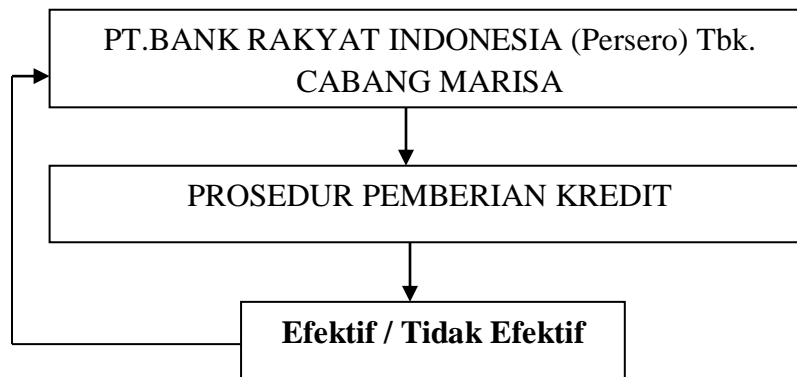 PT.BANK RAKYAT INDONESIA (Persero) Tbk.
CABANG MARISA
PROSEDUR PEMBERIAN KREDIT
Efektif / Tidak Efektif